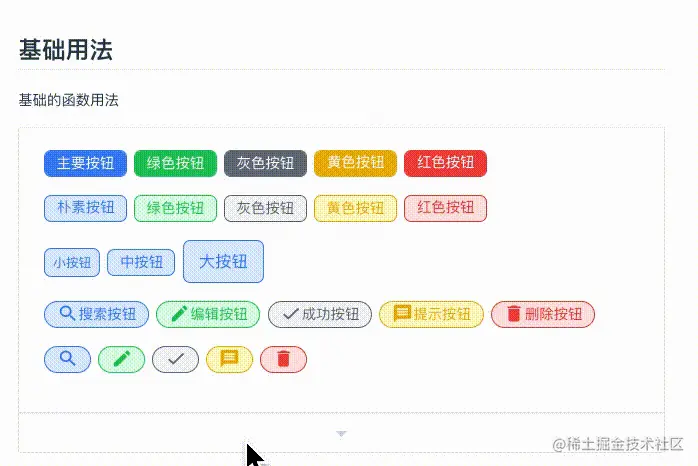 基础用法
基础的函数用法
主要按钮 绿色按钮 灰色按钮 黄色按钮 红色按钮
朴素按钮 绿色按钮 灰色按钮 黄色按钮 红色按钮
小按钮 中按钮 大按钮
搜索按钮 编辑按钮 成功按钮 提示按钮 删除按钮
@稀土掘金技术社区